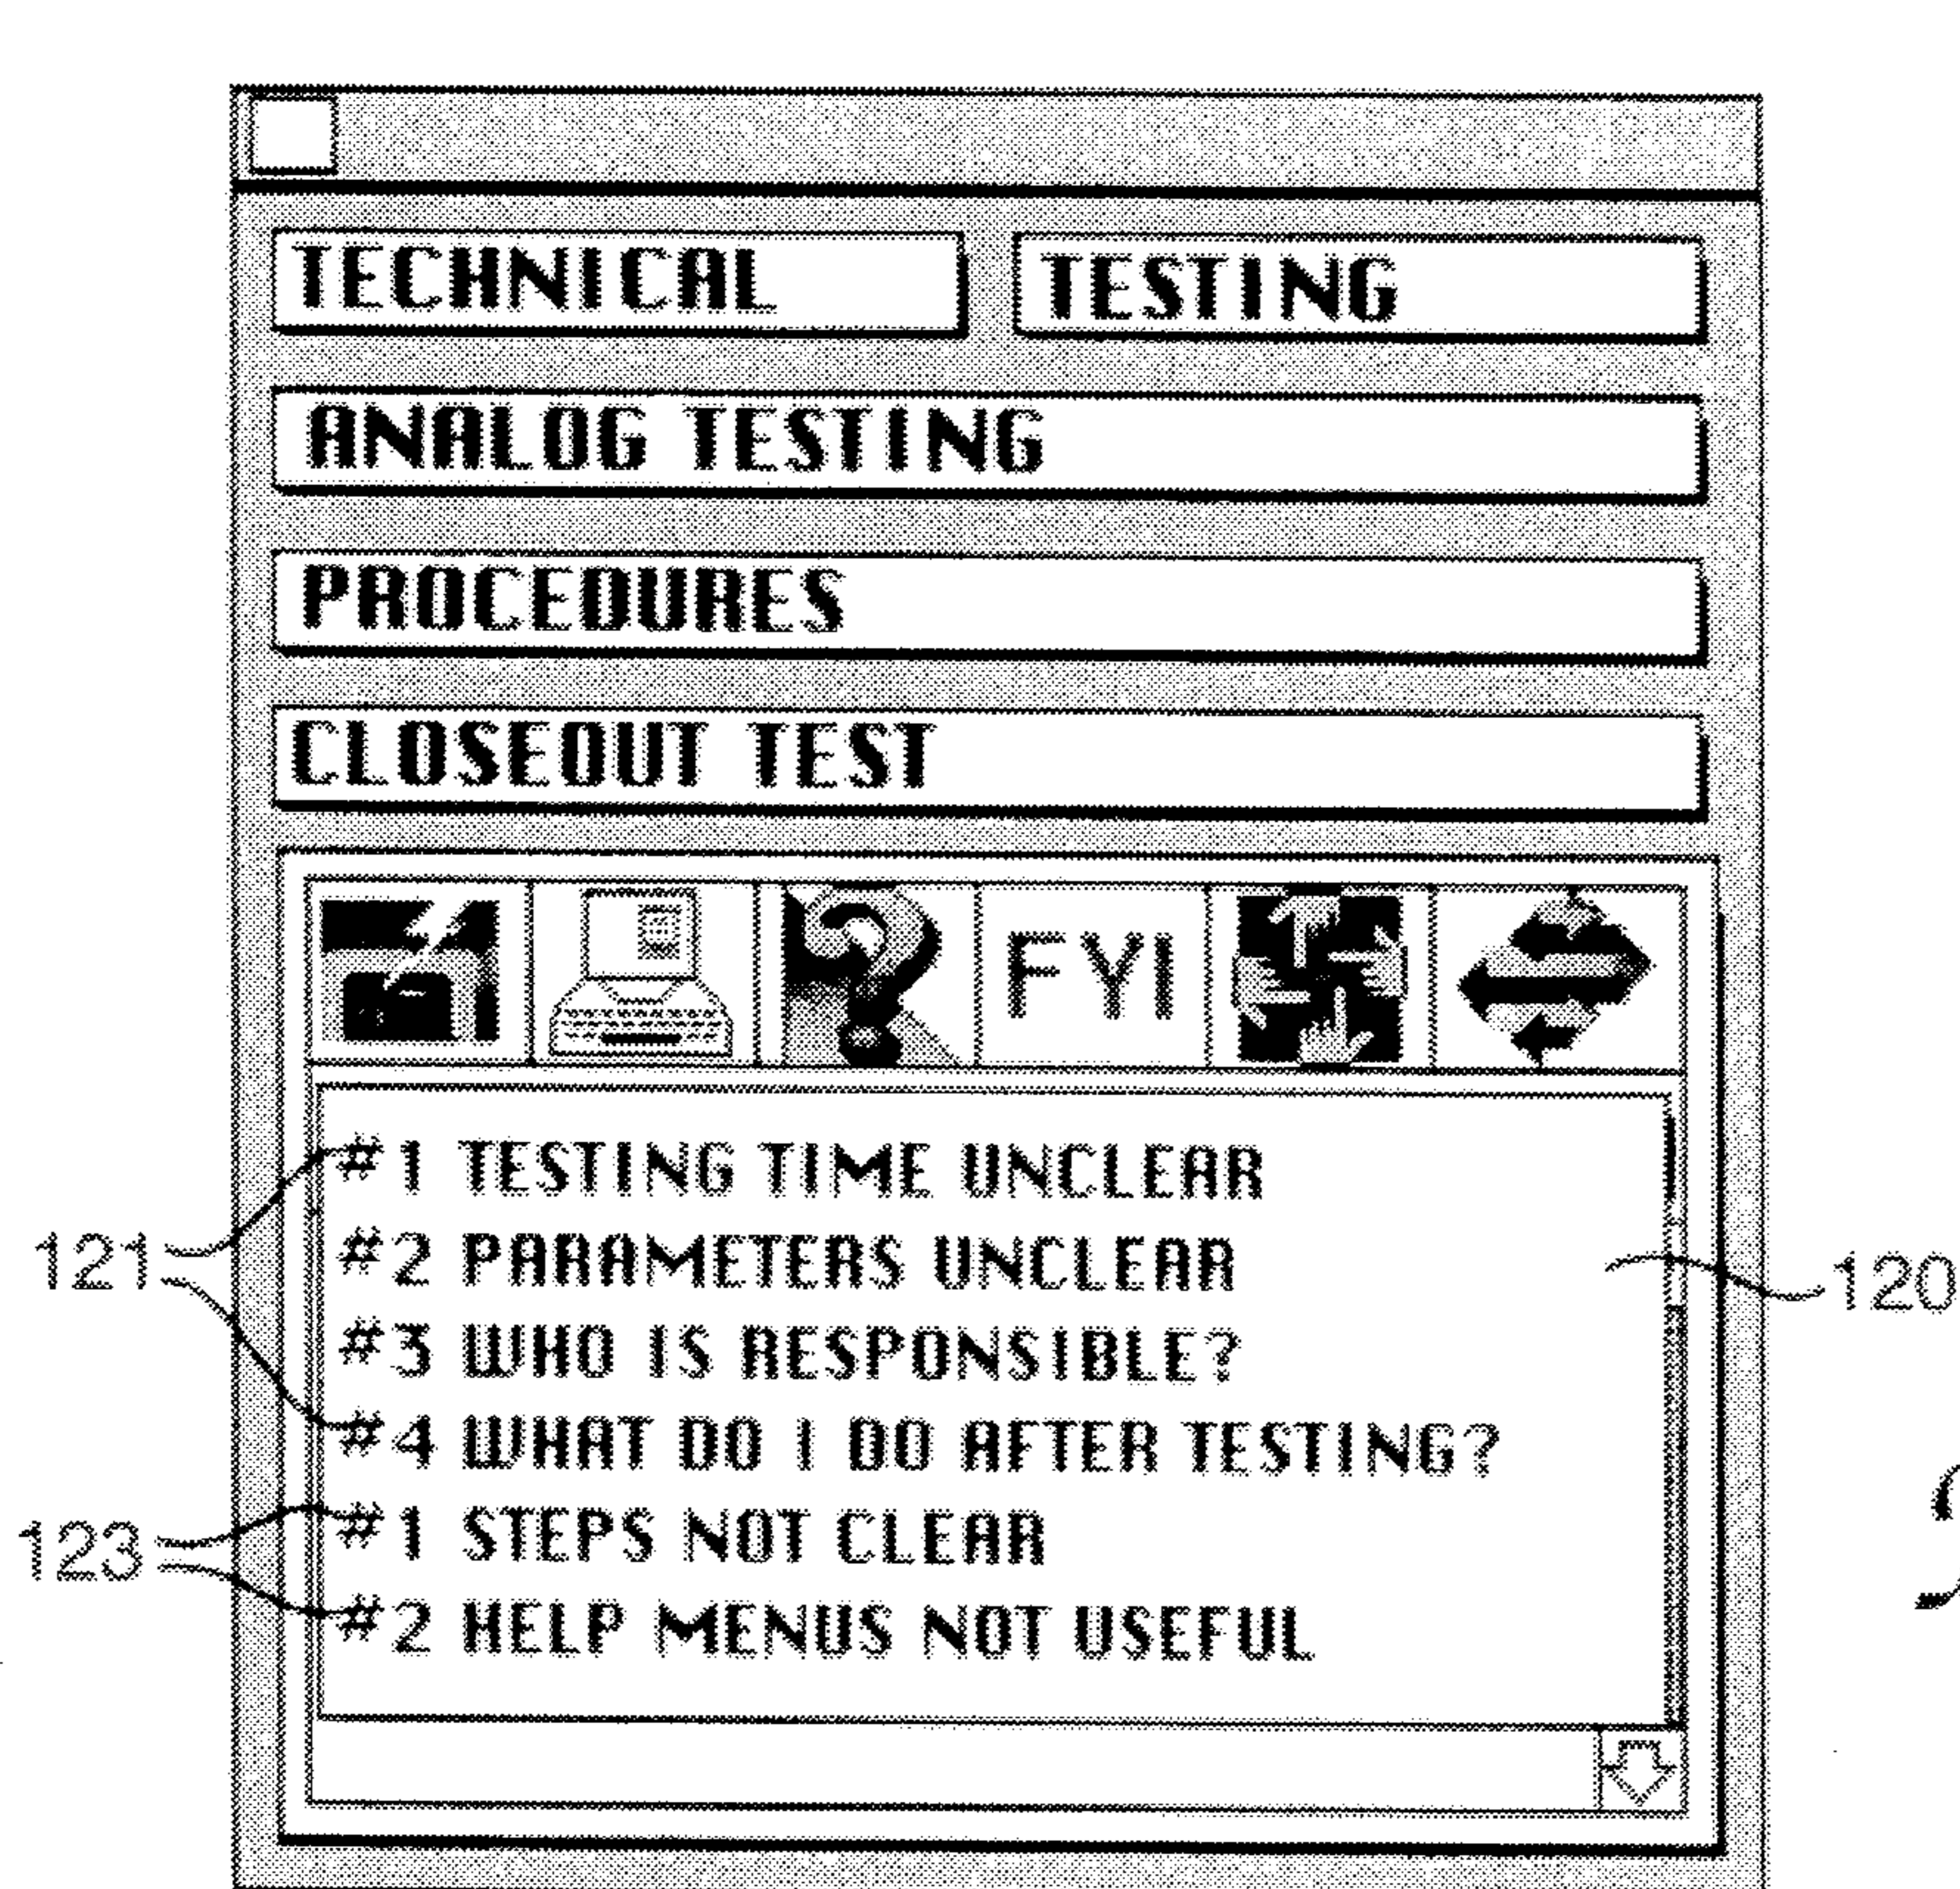 TECHNICAL TESTING
ANALOG TESTING
PROCEDURES
CLOSEOUT TEST
FYI
#1 TESTING TIME UNCLEAR
#2 PARAMETERS UNCLEAR
121
120
#3 WHO IS RESPONSIBLE?
#4 WHAT DO I DO AFTER TESTING?
#1 STEPS NOT CLEAR
123
#2 HELP MENUS NOT USEFUL